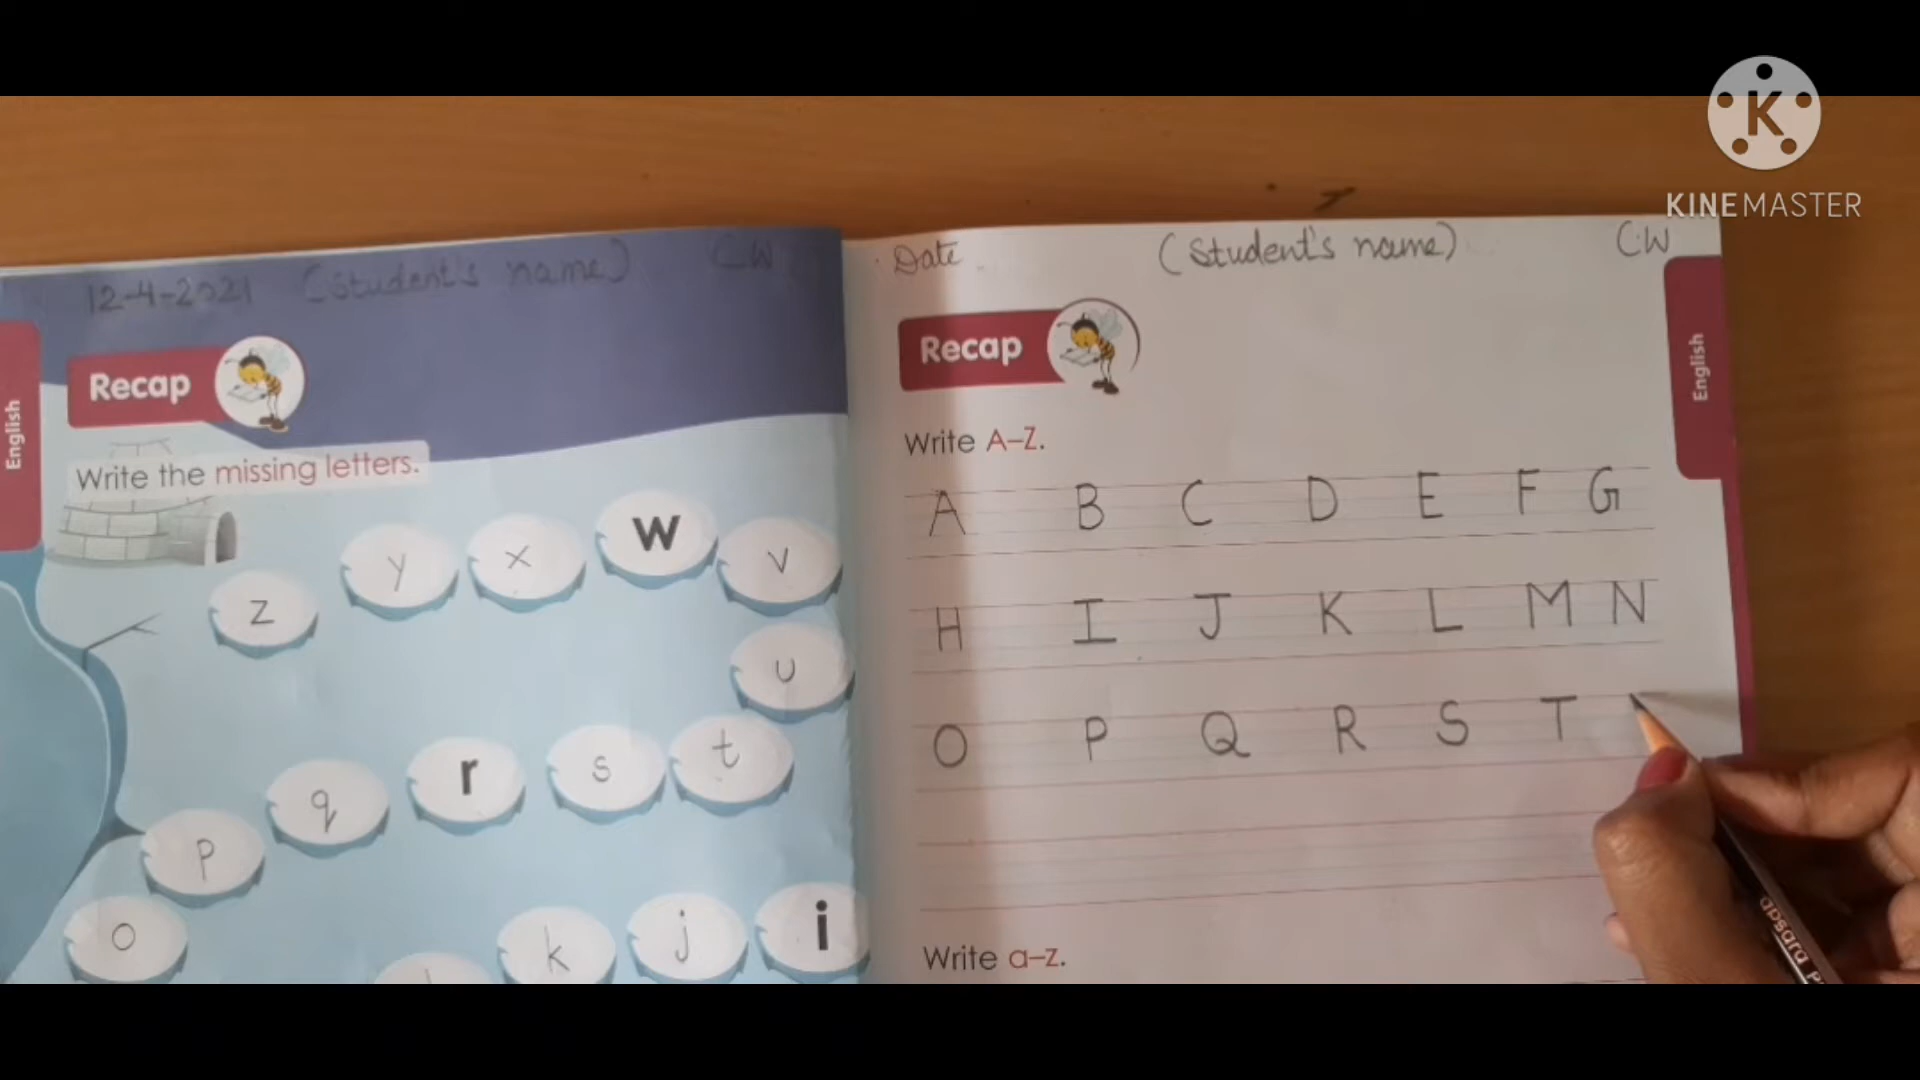 KINEMASTER
12-4-2021 (Student's name) CW
English
Recap
Write the missing letters.
z y x w v
u
p q r s t
o
k j i
Date (Student's name) C.W
Recap
English
Write A–Z.
A B C D E F G
H I J K L M N
O P Q R S T
Write a–z.
apsara